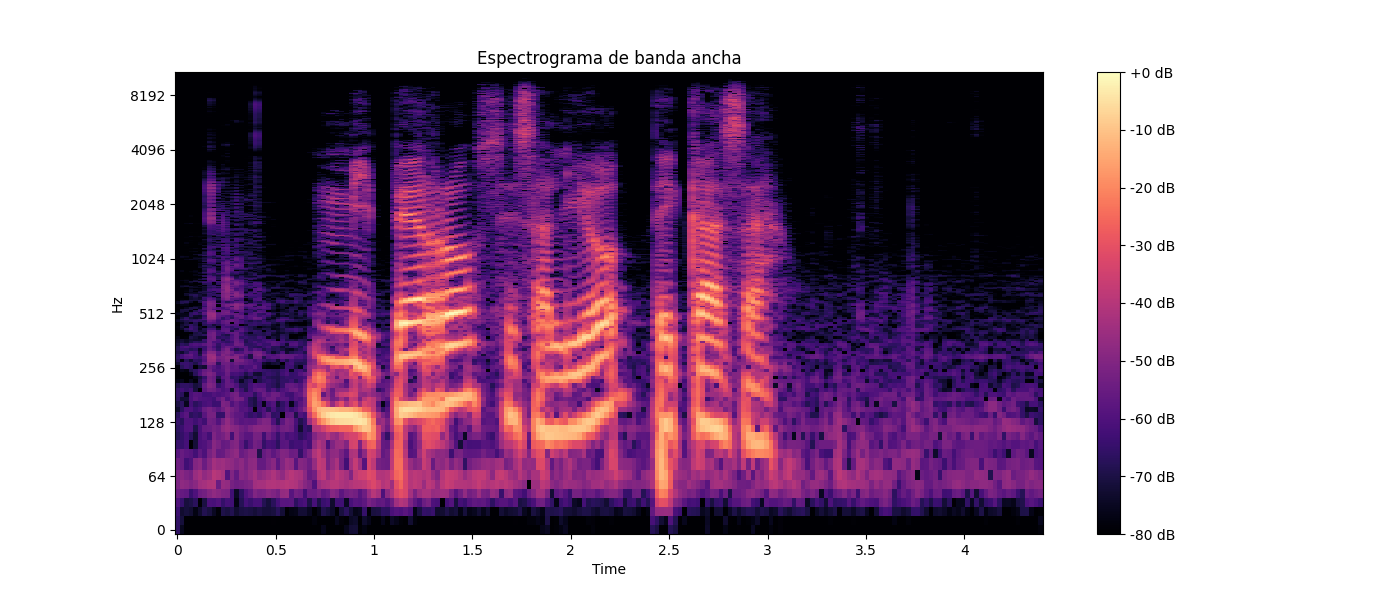 Espectrograma de banda ancha
Hz
8192
4096
2048
1024
512
256
128
64
0
0
0.5
1
1.5
2
2.5
3
3.5
4
Time
+0 dB
-10 dB
-20 dB
-30 dB
-40 dB
-50 dB
-60 dB
-70 dB
-80 dB